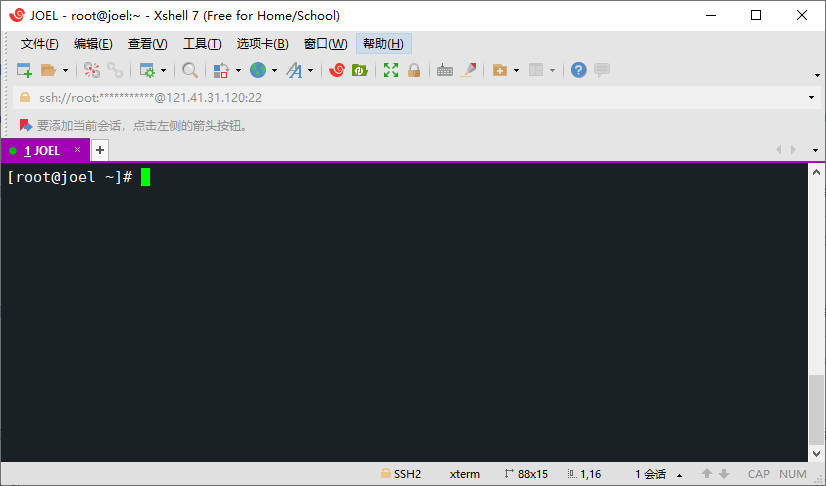 JOEL - root@joel:~ - Xshell 7 (Free for Home/School)
文件(F) 编辑(E) 查看(V) 工具(T) 选项卡(B) 窗口(W) 帮助(H)
ssh://root:***********@121.41.31.120:22
要添加当前会话，点击左侧的箭头按钮。
1 JOEL × +
[root@joel ~]#
SSH2 xterm 88x15 1,16 1 会话 CAP NUM